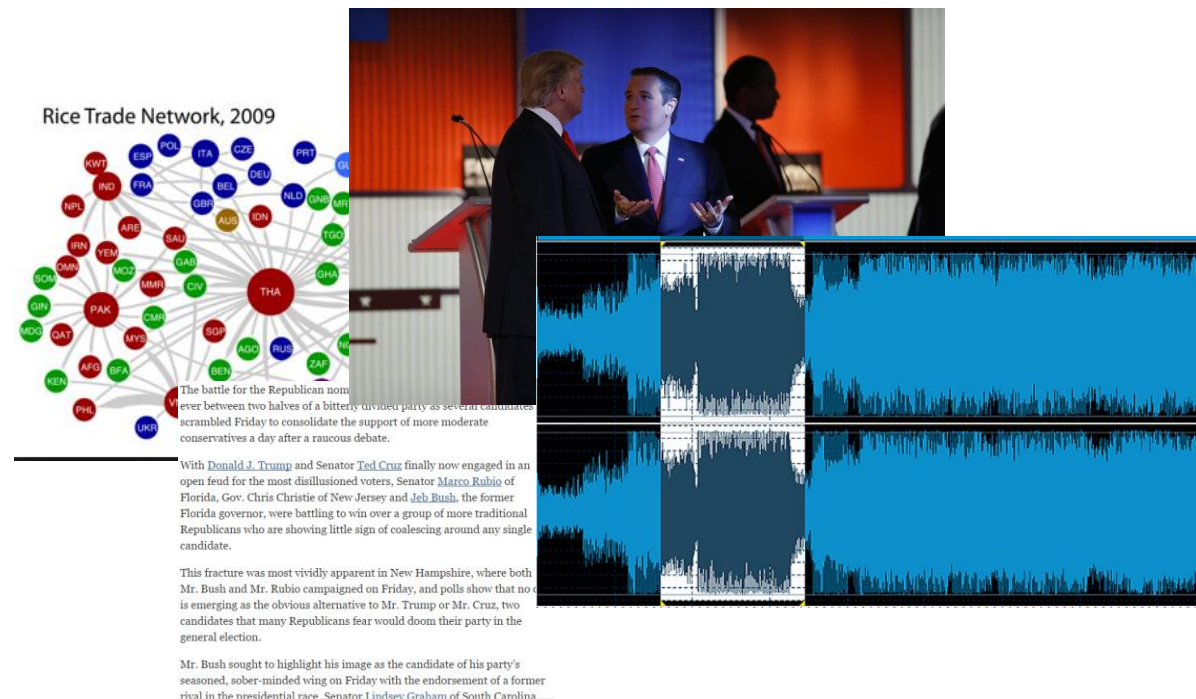 Rice Trade Network, 2009
POL
ITA
CZE
PRT
ESP
KWT
IND
FRA
BEL
DEU
NLD
GNB
NPL
GBR
AUS
IDN
ARE
SAU
TGO
IRN
YEM
OMN
MOZ
GAB
SOM
MMR
CIV
THA
GHA
GIN
PAK
CMR
MDG
QAT
MYS
SGP
AGO
RUS
ZAF
AFG
BFA
BEN
KEN
PHL
UKR
The battle for the Republican nom
ever between two halves of a bitterly divided party as several candidates
scrambled Friday to consolidate the support of more moderate
conservatives a day after a raucous debate.
With Donald J. Trump and Senator Ted Cruz finally now engaged in an
open feud for the most disillusioned voters, Senator Marco Rubio of
Florida, Gov. Chris Christie of New Jersey and Jeb Bush, the former
Florida governor, were battling to win over a group of more traditional
Republicans who are showing little sign of coalescing around any single
candidate.
This fracture was most vividly apparent in New Hampshire, where both
Mr. Bush and Mr. Rubio campaigned on Friday, and polls show that no
is emerging as the obvious alternative to Mr. Trump or Mr. Cruz, two
candidates that many Republicans fear would doom their party in the
general election.
Mr. Bush sought to highlight his image as the candidate of his party's
seasoned, sober-minded wing on Friday with the endorsement of a former
rival in the presidential race, Senator Lindsey Graham of South Carolina